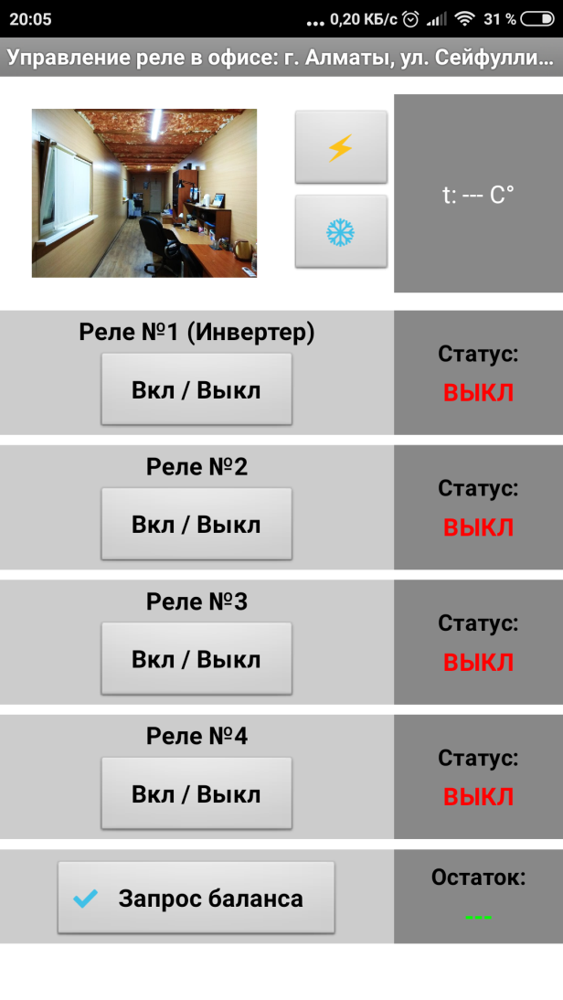 20:05
... 0,20 КБ/с 31 %
Управление реле в офисе: г. Алматы, ул. Сейфулли...
t: --- C°
Реле №1 (Инвертер)
Вкл / Выкл
Статус:
ВЫКЛ
Реле №2
Вкл / Выкл
Статус:
ВЫКЛ
Реле №3
Вкл / Выкл
Статус:
ВЫКЛ
Реле №4
Вкл / Выкл
Статус:
ВЫКЛ
Запрос баланса
Остаток:
---